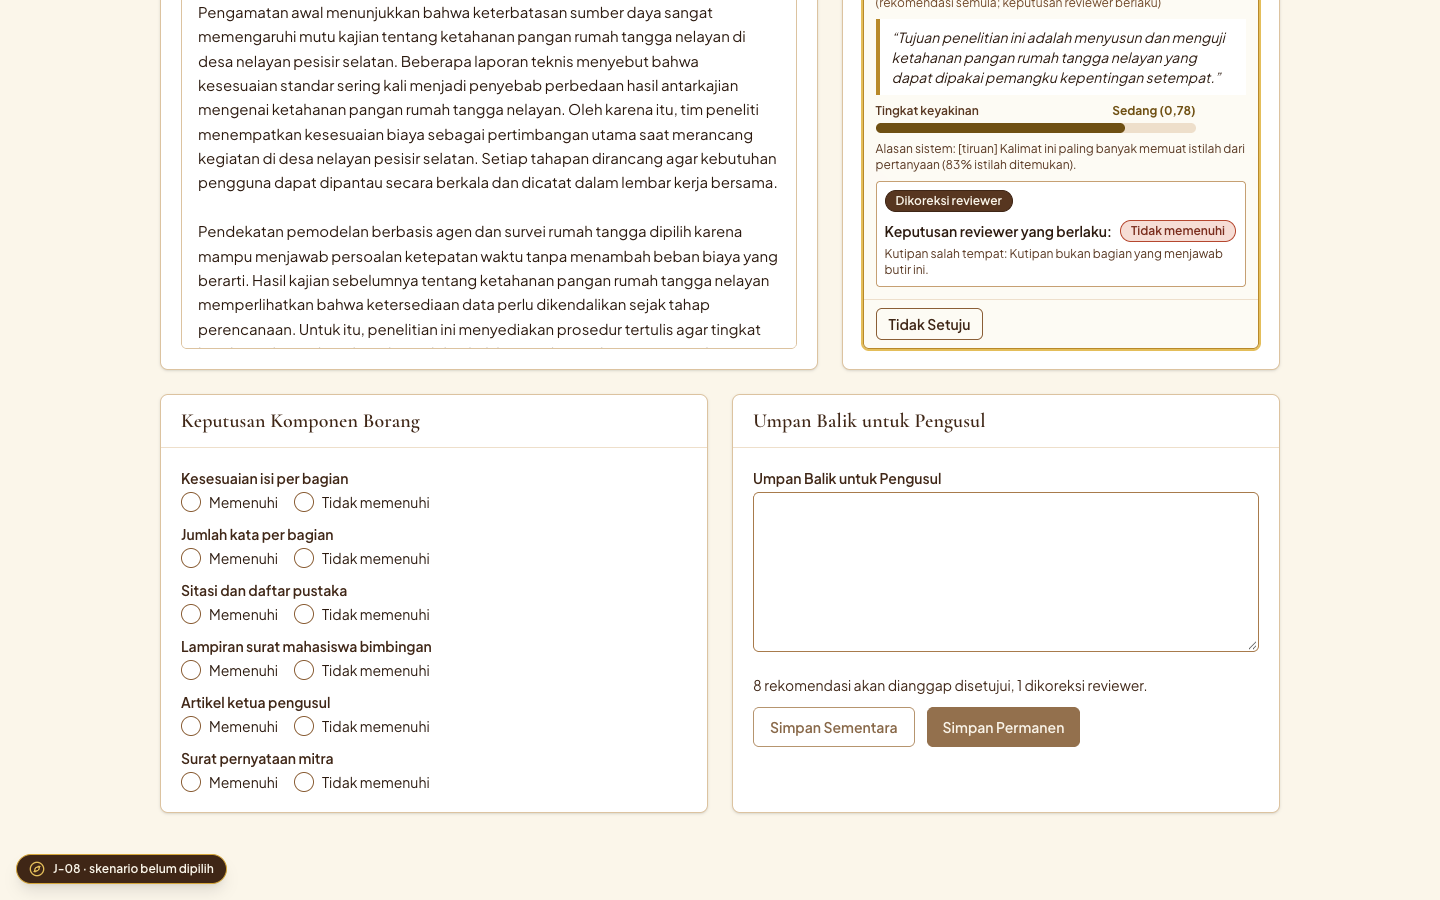 Pengamatan awal menunjukkan bahwa keterbatasan sumber daya sangat
memengaruhi mutu kajian tentang ketahanan pangan rumah tangga nelayan di
desa nelayan pesisir selatan. Beberapa laporan teknis menyebut bahwa
kesesuaian standar sering kali menjadi penyebab perbedaan hasil antarkajian
mengenai ketahanan pangan rumah tangga nelayan. Oleh karena itu, tim peneliti
menempatkan kesesuaian biaya sebagai pertimbangan utama saat merancang
kegiatan di desa nelayan pesisir selatan. Setiap tahapan dirancang agar kebutuhan
pengguna dapat dipantau secara berkala dan dicatat dalam lembar kerja bersama.
Pendekatan pemodelan berbasis agen dan survei rumah tangga dipilih karena
mampu menjawab persoalan ketepatan waktu tanpa menambah beban biaya yang
berarti. Hasil kajian sebelumnya tentang ketahanan pangan rumah tangga nelayan
memperlihatkan bahwa ketersediaan data perlu dikendalikan sejak tahap
perencanaan. Untuk itu, penelitian ini menyediakan prosedur tertulis agar tingkat
(rekomendasi semula; keputusan reviewer berlaku)
“Tujuan penelitian ini adalah menyusun dan menguji
ketahanan pangan rumah tangga nelayan yang
dapat dipakai pemangku kepentingan setempat.”
Tingkat keyakinan Sedang (0,78)
Alasan sistem: [tiruan] Kalimat ini paling banyak memuat istilah dari
pertanyaan (83% istilah ditemukan).
Dikoreksi reviewer
Keputusan reviewer yang berlaku: Tidak memenuhi
Kutipan salah tempat: Kutipan bukan bagian yang menjawab
butir ini.
Tidak Setuju
Keputusan Komponen Borang
Kesesuaian isi per bagian
Memenuhi Tidak memenuhi
Jumlah kata per bagian
Memenuhi Tidak memenuhi
Sitasi dan daftar pustaka
Memenuhi Tidak memenuhi
Lampiran surat mahasiswa bimbingan
Memenuhi Tidak memenuhi
Artikel ketua pengusul
Memenuhi Tidak memenuhi
Surat pernyataan mitra
Memenuhi Tidak memenuhi
Umpan Balik untuk Pengusul
Umpan Balik untuk Pengusul
8 rekomendasi akan dianggap disetujui, 1 dikoreksi reviewer.
Simpan Sementara Simpan Permanen
J-08 · skenario belum dipilih